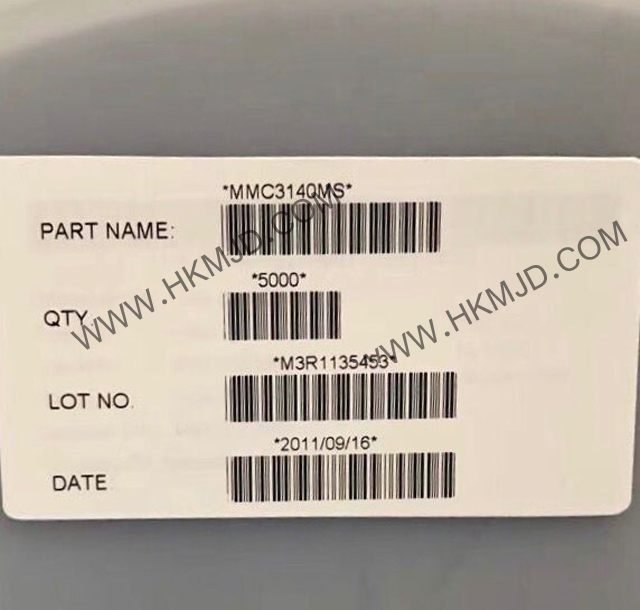 *MMC3140MS*
PART NAME:
*5000*
QTY.
*M3R1135453*
LOT NO.
*2011/09/16*
DATE
WWW.HKMJD.COM
WWW.HKMJD.COM